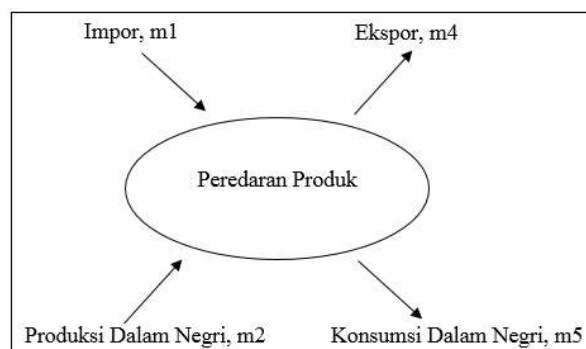 Impor, m1
Ekspor, m4
Peredaran Produk
Produksi Dalam Negri, m2
Konsumsi Dalam Negri, m5